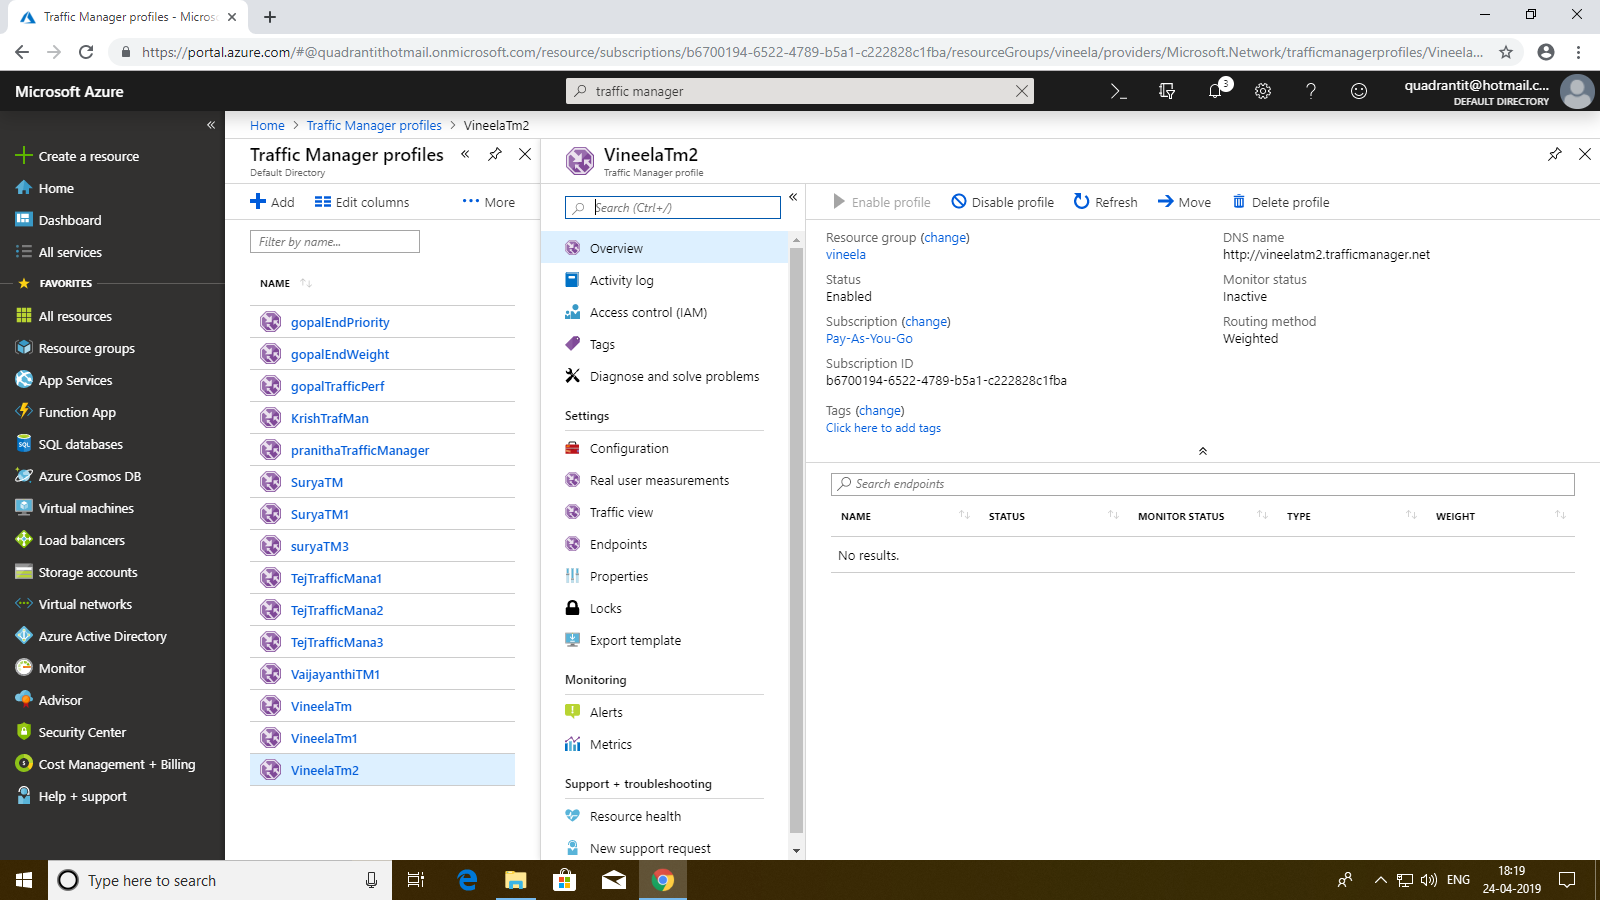 Traffic Manager profiles - Micros
https://portal.azure.com/#@quadrantithotmail.onmicrosoft.com/resource/subscriptions/b6700194-6522-4789-b5a1-c222828c1fba/resourceGroups/vineela/providers/Microsoft.Network/trafficmanagerprofiles/Vineela...
Microsoft Azure
traffic manager
3
quadrantit@hotmail.c...
DEFAULT DIRECTORY
Create a resource
Home
Dashboard
All services
FAVORITES
All resources
Resource groups
App Services
Function App
SQL databases
Azure Cosmos DB
Virtual machines
Load balancers
Storage accounts
Virtual networks
Azure Active Directory
Monitor
Advisor
Security Center
Cost Management + Billing
Help + support
Home > Traffic Manager profiles > VineelaTm2
Traffic Manager profiles
Default Directory
Add
Edit columns
More
Filter by name...
NAME
gopalEndPriority
gopalEndWeight
gopalTrafficPerf
KrishTrafMan
pranithaTrafficManager
SuryaTM
SuryaTM1
suryaTM3
TejTrafficMana1
TejTrafficMana2
TejTrafficMana3
VaijayanthiTM1
VineelaTm
VineelaTm1
VineelaTm2
VineelaTm2
Traffic Manager profile
Search (Ctrl+/)
Overview
Activity log
Access control (IAM)
Tags
Diagnose and solve problems
Settings
Configuration
Real user measurements
Traffic view
Endpoints
Properties
Locks
Export template
Monitoring
Alerts
Metrics
Support + troubleshooting
Resource health
New support request
Enable profile
Disable profile
Refresh
Move
Delete profile
Resource group (change)
vineela
Status
Enabled
Subscription (change)
Pay-As-You-Go
Subscription ID
b6700194-6522-4789-b5a1-c222828c1fba
Tags (change)
Click here to add tags
DNS name
http://vineelatm2.trafficmanager.net
Monitor status
Inactive
Routing method
Weighted
Search endpoints
NAME STATUS MONITOR STATUS TYPE WEIGHT
No results.
Type here to search
ENG
18:19
24-04-2019